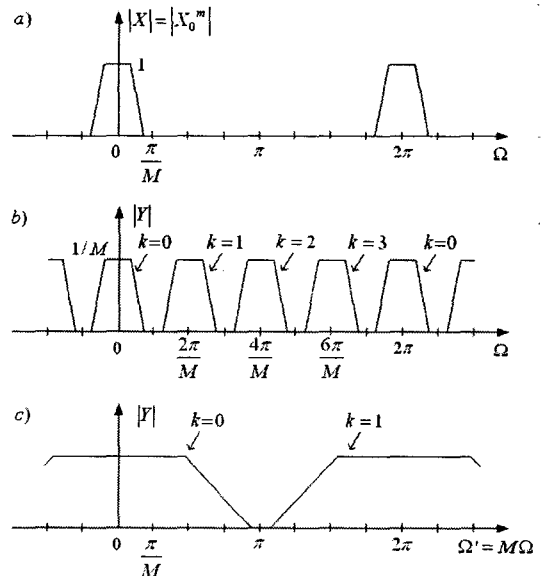 a) |X| = |X₀ᵐ|
1
0 π/M π 2π Ω
b) |Y|
1/M k=0 k=1 k=2 k=3 k=0
0 2π/M 4π/M 6π/M 2π Ω
c) |Y| k=0 k=1
0 π/M π 2π Ω'=MΩ